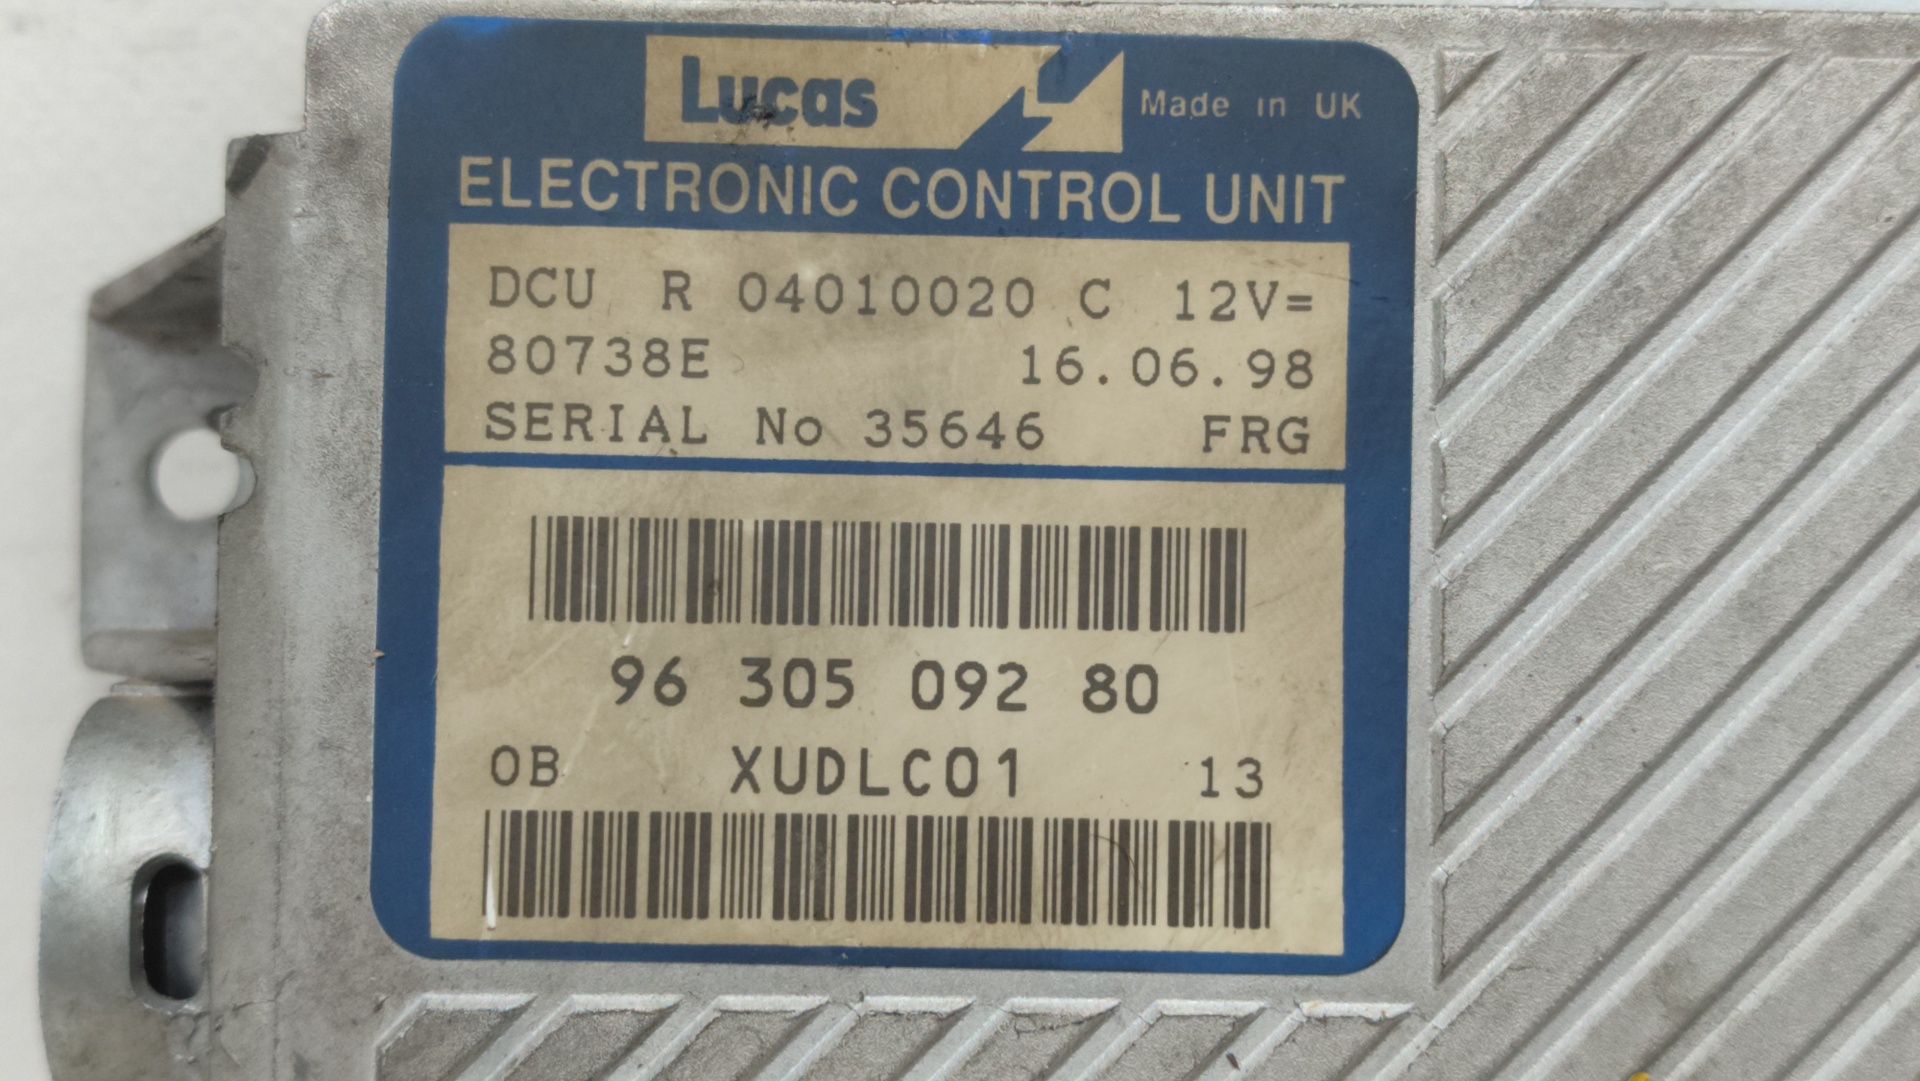 Lucas Made in UK
ELECTRONIC CONTROL UNIT
DCU R 04010020 C 12V=
80738E 16.06.98
SERIAL No 35646 FRG
96 305 092 80
0B XUDLC01 13